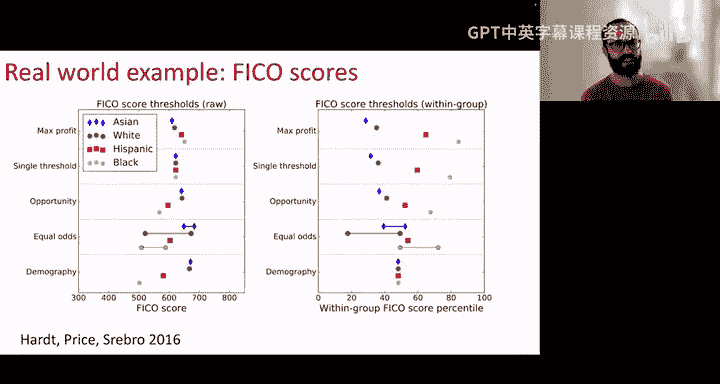 GPT中英字幕课程资源
Real world example: FICO scores
FICO score thresholds (raw)
Asian
White
Hispanic
Black
Max profit
Single threshold
Opportunity
Equal odds
Demography
300 400 500 600 700 800
FICO score
FICO score thresholds (within-group)
Max profit
Single threshold
Opportunity
Equal odds
Demography
0 20 40 60 80 100
Within-group FICO score percentile
Hardt, Price, Srebro 2016